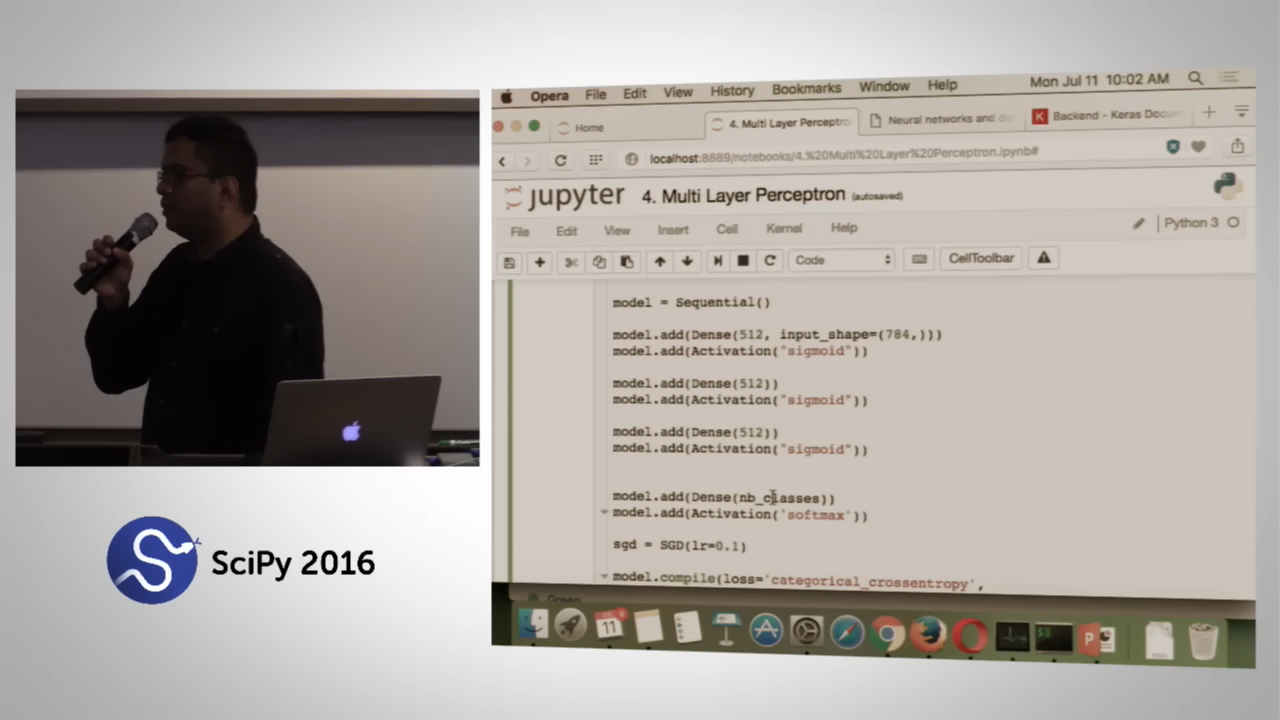 Opera File Edit View History Bookmarks Window Help Mon Jul 11 10:02 AM
Home 4. Multi Layer Perceptro Neural networks and de Backend - Keras Docum
localhost:8889/notebooks/4.%20Multi%20Layer%20Perceptron.ipynb#
jupyter 4. Multi Layer Perceptron (autosaved)
File Edit View Insert Cell Kernel Help Python 3
Code CellToolbar
model = Sequential()
model.add(Dense(512, input_shape=(784,)))
model.add(Activation("sigmoid"))
model.add(Dense(512))
model.add(Activation("sigmoid"))
model.add(Dense(512))
model.add(Activation("sigmoid"))
model.add(Dense(nb_classes))
model.add(Activation('softmax'))
sgd = SGD(lr=0.1)
model.compile(loss='categorical_crossentropy',
11
SciPy 2016